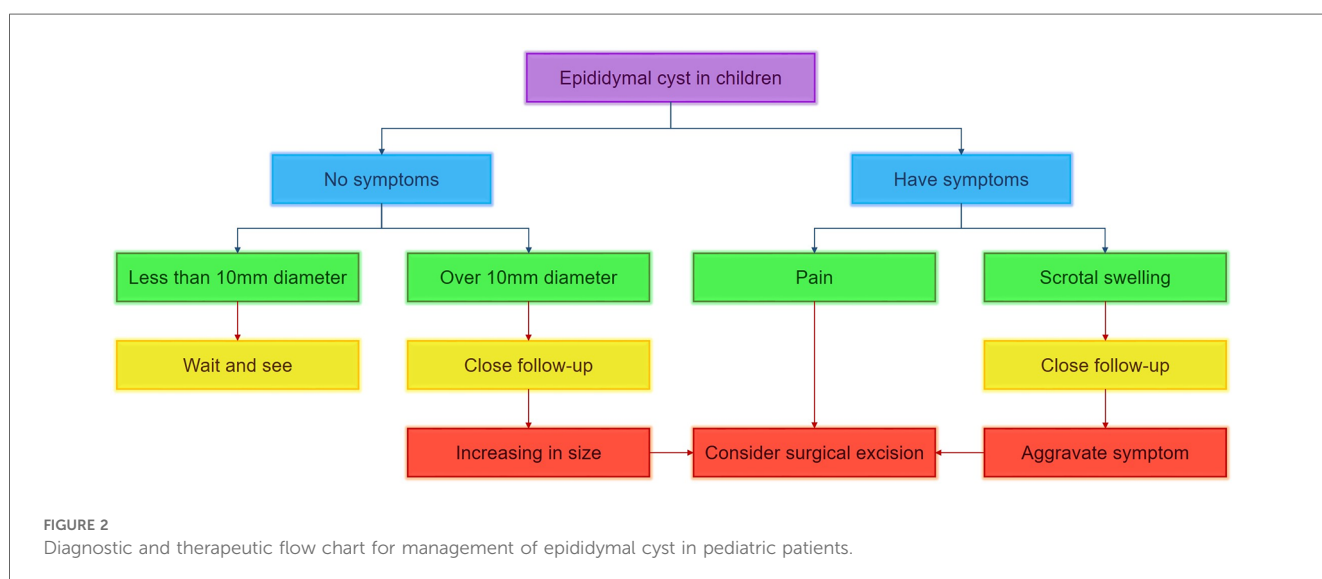 Epididymal cyst in children
No symptoms
Have symptoms
Less than 10mm diameter
Over 10mm diameter
Pain
Scrotal swelling
Wait and see
Close follow-up
Close follow-up
Increasing in size
Consider surgical excision
Aggravate symptom
FIGURE 2
Diagnostic and therapeutic flow chart for management of epididymal cyst in pediatric patients.